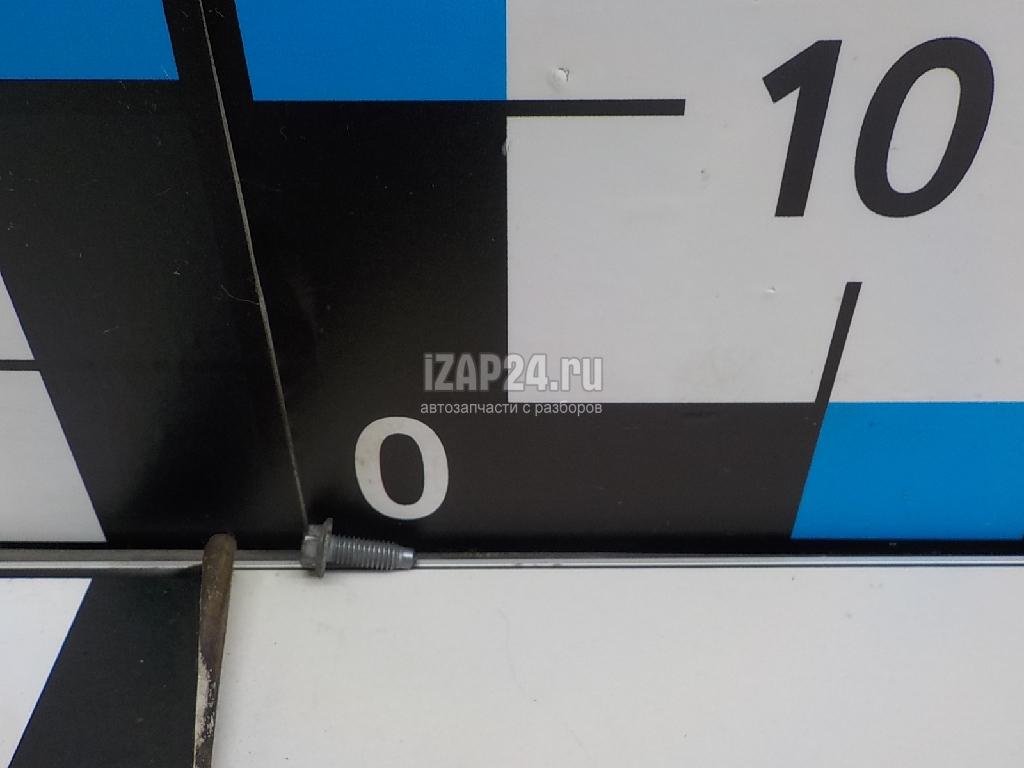 10
iZAP24.ru
автозапчасти с разборов
0